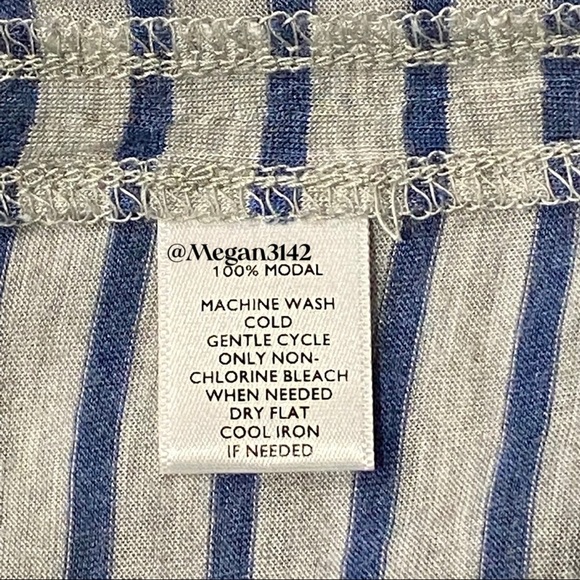 @Megan3142
100% MODAL
MACHINE WASH
COLD
GENTLE CYCLE
ONLY NON-
CHLORINE BLEACH
WHEN NEEDED
DRY FLAT
COOL IRON
IF NEEDED